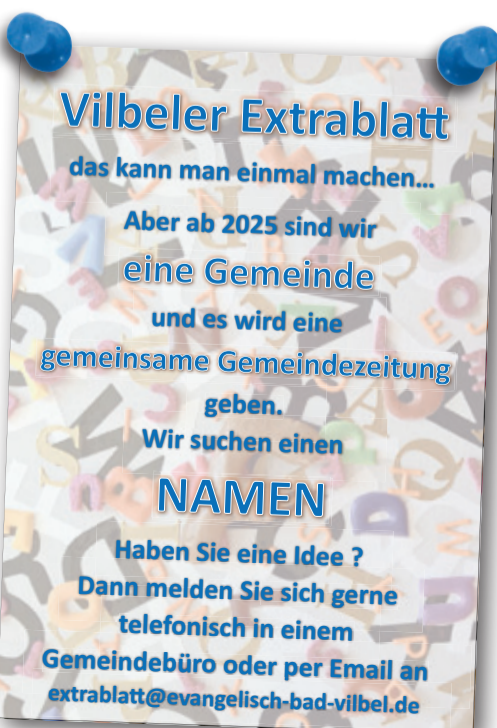 Vilbeler Extrablatt
das kann man einmal machen...
Aber ab 2025 sind wir
eine Gemeinde
und es wird eine
gemeinsame Gemeindezeitung
geben.
Wir suchen einen
NAMEN
Haben Sie eine Idee ?
Dann melden Sie sich gerne
telefonisch in einem
Gemeindebüro oder per Email an
extrablatt@evangelisch-bad-vilbel.de